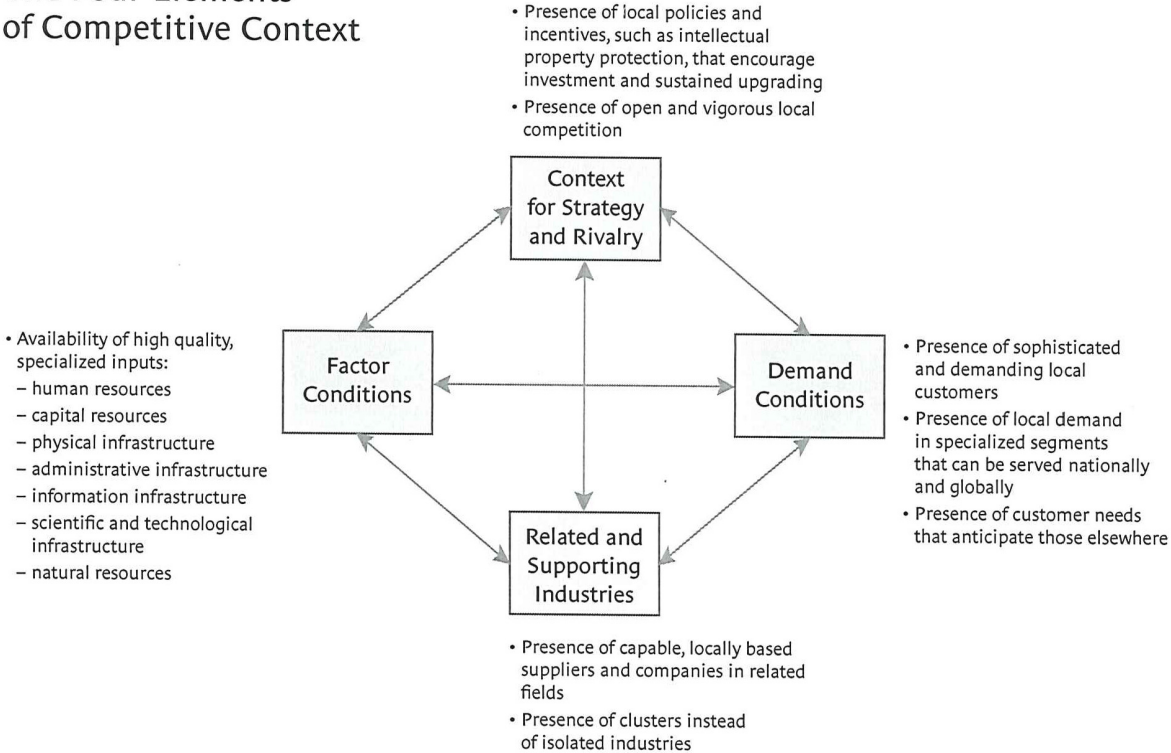 of Competitive Context
• Presence of local policies and
incentives, such as intellectual
property protection, that encourage
investment and sustained upgrading
• Presence of open and vigorous local
competition
Context
for Strategy
and Rivalry
• Availability of high quality,
specialized inputs:
– human resources
– capital resources
– physical infrastructure
– administrative infrastructure
– information infrastructure
– scientific and technological
infrastructure
– natural resources
Factor
Conditions
Demand
Conditions
• Presence of sophisticated
and demanding local
customers
• Presence of local demand
in specialized segments
that can be served nationally
and globally
• Presence of customer needs
that anticipate those elsewhere
Related and
Supporting
Industries
• Presence of capable, locally based
suppliers and companies in related
fields
• Presence of clusters instead
of isolated industries